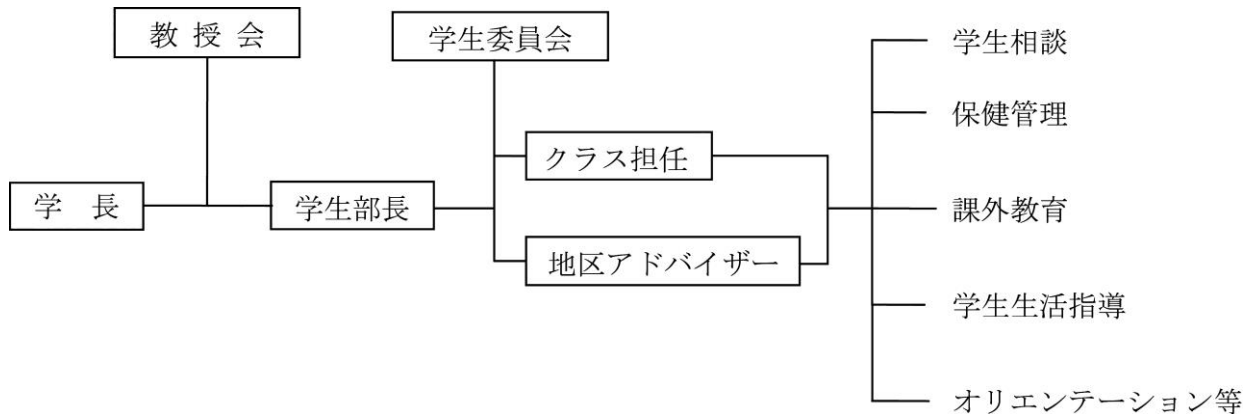 教 授 会
学生委員会
学 長
学生部長
クラス担任
地区アドバイザー
学生相談
保健管理
課外教育
学生生活指導
オリエンテーション等